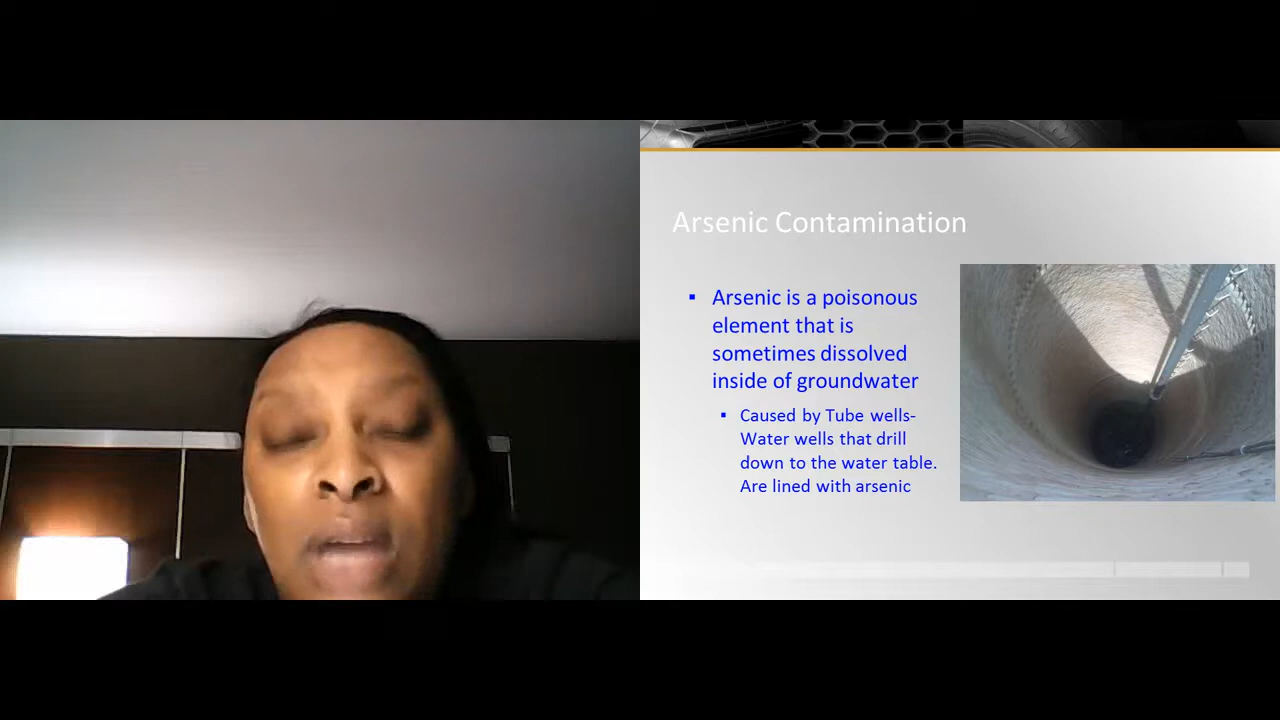 Arsenic Contamination
▪ Arsenic is a poisonous
element that is
sometimes dissolved
inside of groundwater
▪ Caused by Tube wells-
Water wells that drill
down to the water table.
Are lined with arsenic